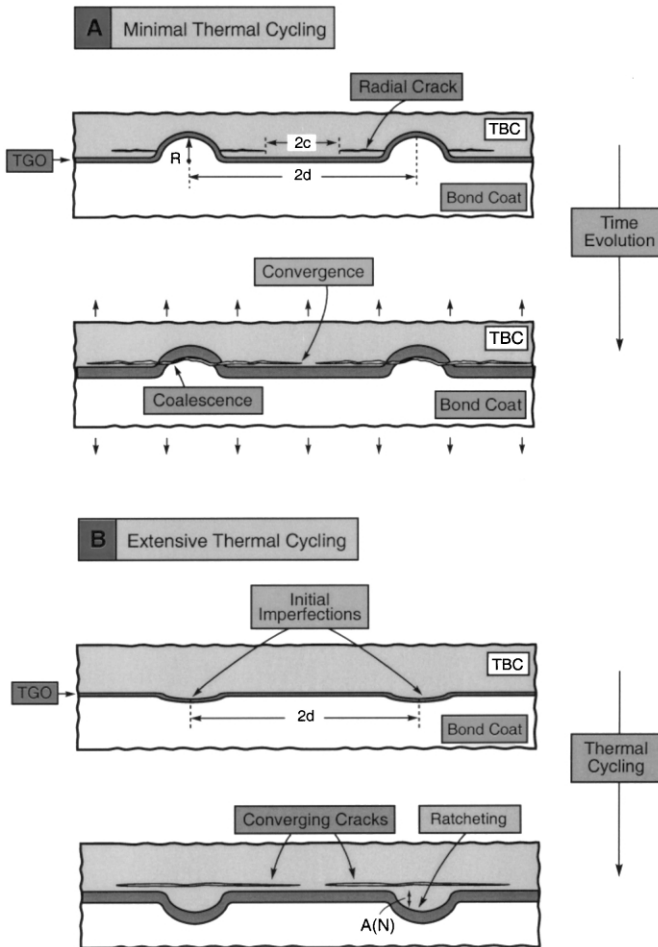 A Minimal Thermal Cycling
Radial Crack
TBC
2c
TGO
R
2d
Bond Coat
Time
Evolution
Convergence
TBC
Coalescence
Bond Coat
B Extensive Thermal Cycling
Initial
Imperfections
TBC
TGO
2d
Bond Coat
Thermal
Cycling
Converging Cracks
Ratcheting
A(N)